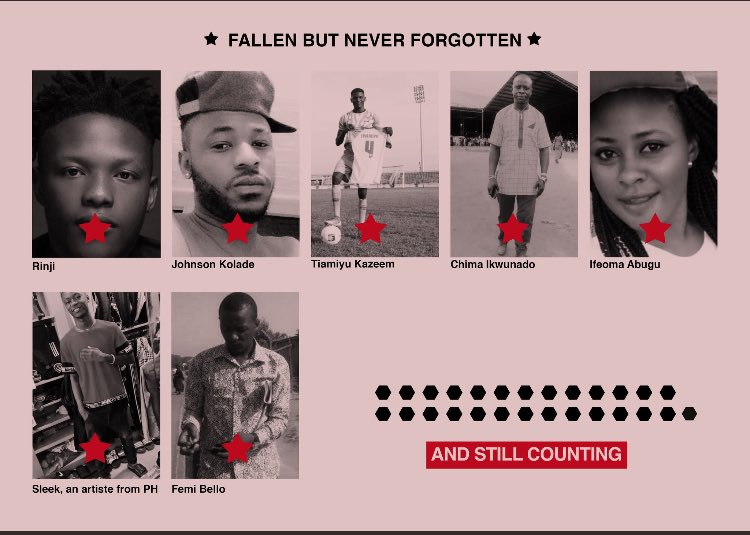 FALLEN BUT NEVER FORGOTTEN
Rinji
Johnson Kolade
Tiamiyu Kazeem
Chima Ikwunado
Ifeoma Abugu
4
Sleek, an artiste from PH
Femi Bello
AND STILL COUNTING